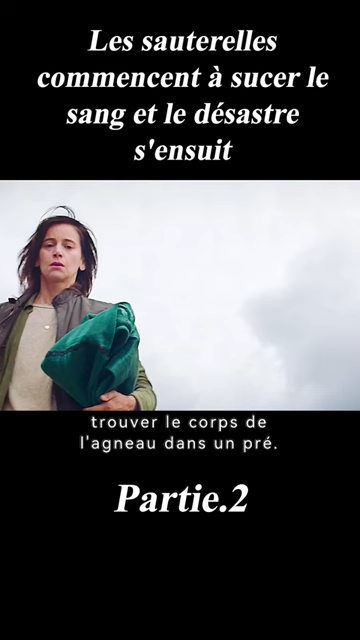 Les sauterelles
commencent à sucer le
sang et le désastre
s'ensuit
trouver le corps de
l'agneau dans un pré.
Partie.2